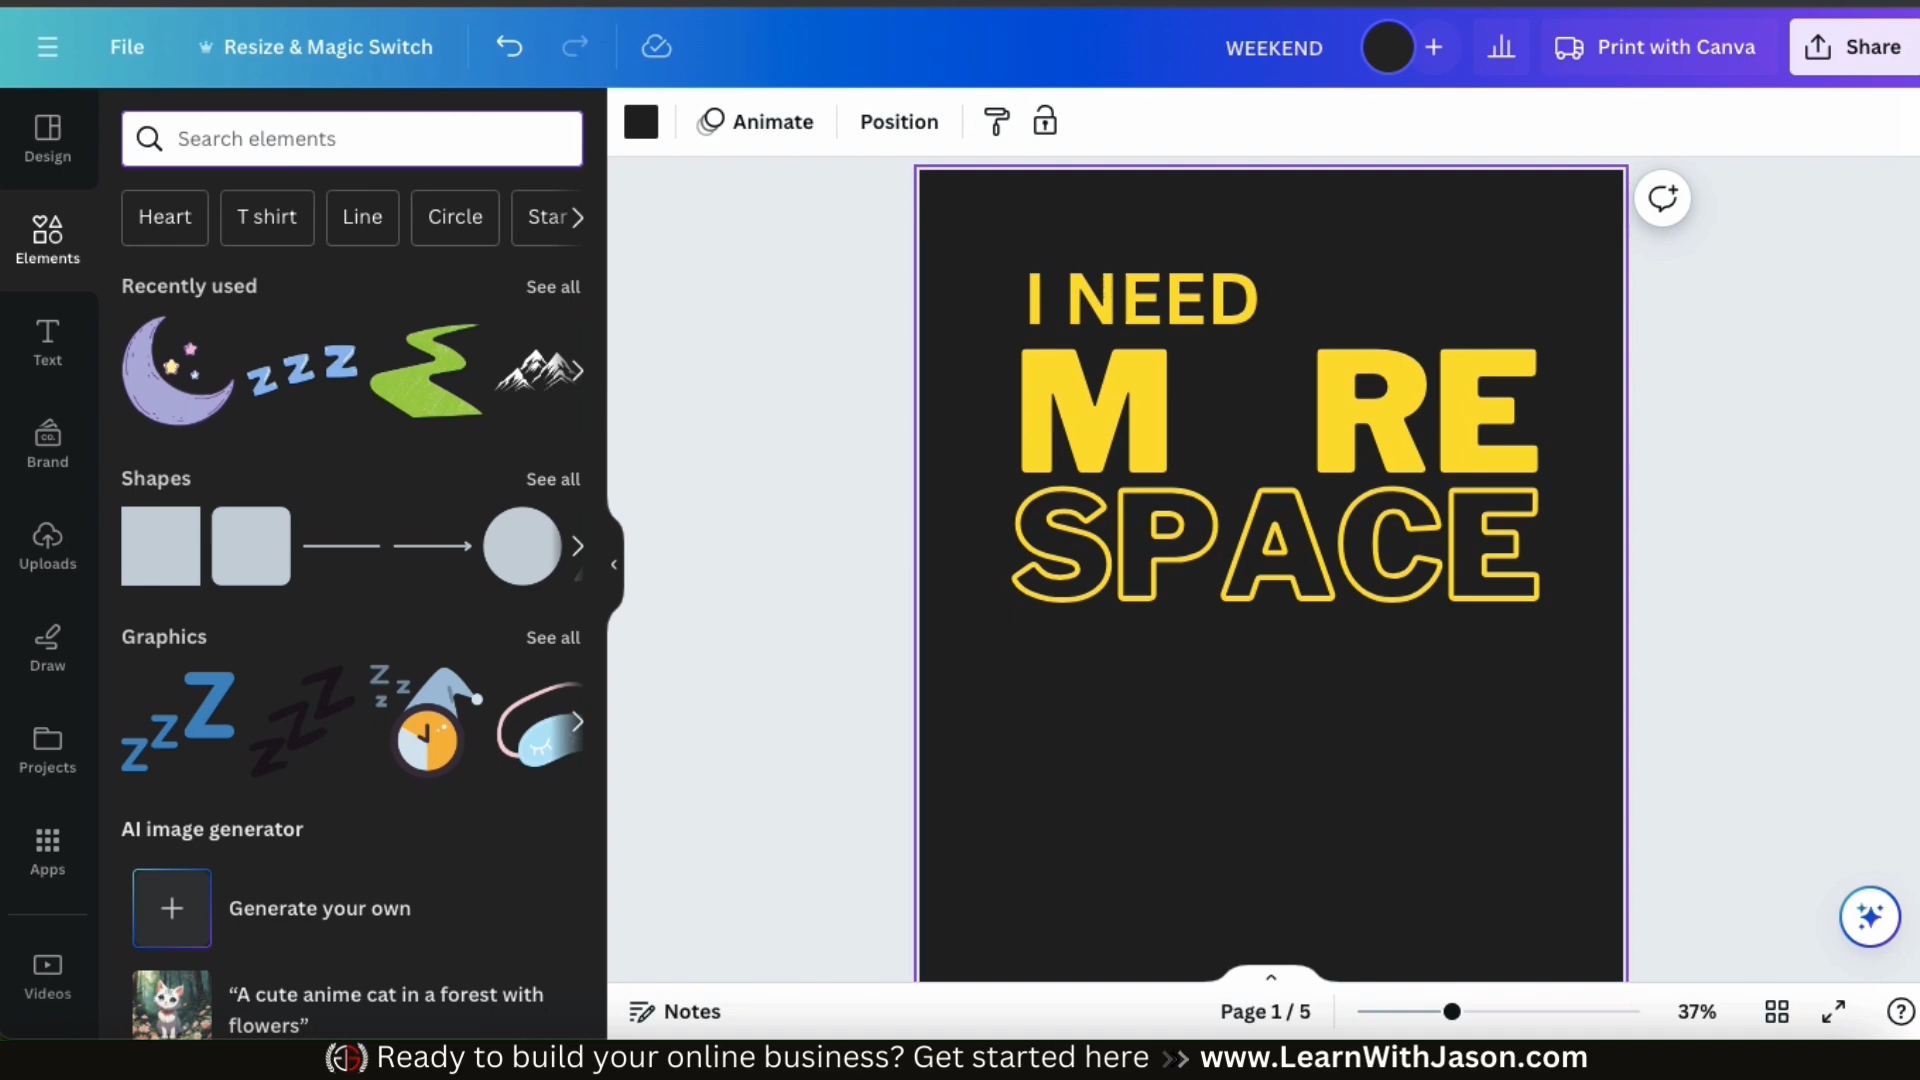 File
Resize & Magic Switch
WEEKEND
Print with Canva
Share
Design
Elements
Text
Brand
CO.
Uploads
Draw
Projects
Apps
Videos
Search elements
Heart
T shirt
Line
Circle
Star
Recently used
See all
z z z
Shapes
See all
Graphics
See all
z z Z
z z z
z z z
AI image generator
Generate your own
“A cute anime cat in a forest with
flowers”
Animate
Position
I NEED
M RE
SPACE
Notes
Page 1 / 5
37%
Ready to build your online business? Get started here >> www.LearnWithJason.com